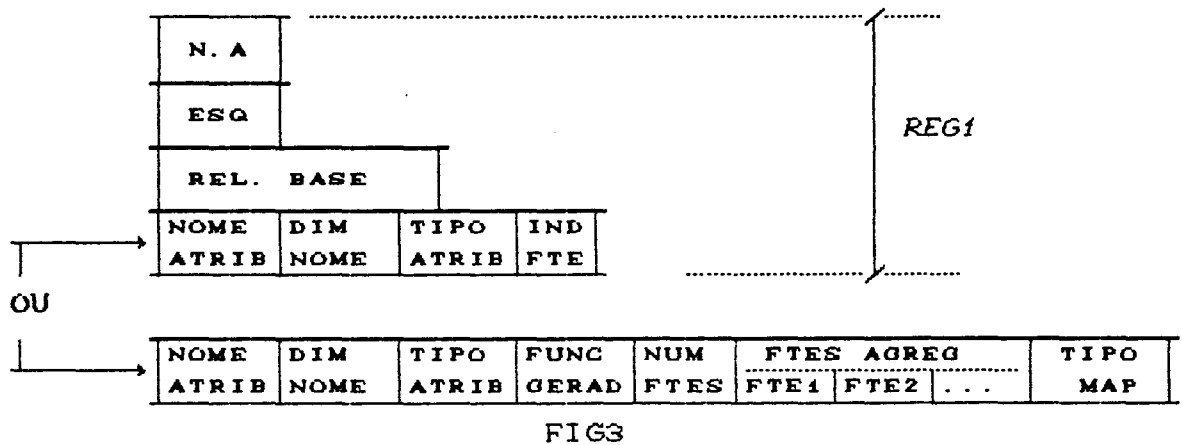 N. A
ESQ
REG1
REL. BASE
NOME DIM TIPO IND
ATRIB NOME ATRIB FTE
OU
NOME DIM TIPO FUNC NUM FTES AGREG TIPO
ATRIB NOME ATRIB GERAD FTES FTE1 FTE2 ... MAP
FIG3